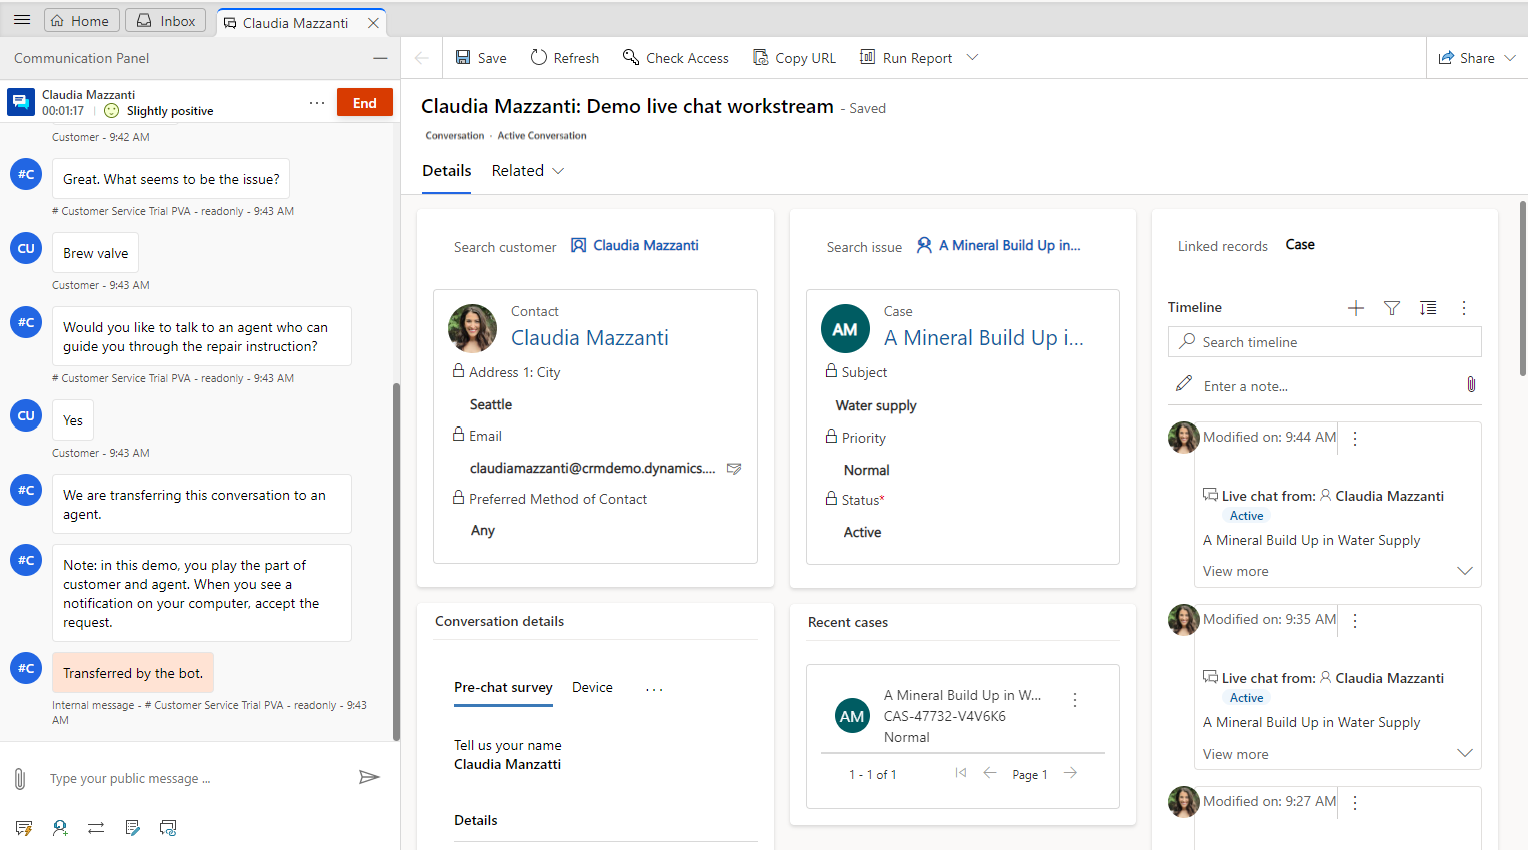 Home
Inbox
Claudia Mazzanti
Communication Panel
Claudia Mazzanti
00:01:17
Slightly positive
End
Customer - 9:42 AM
#C
Great. What seems to be the issue?
# Customer Service Trial PVA - readonly - 9:43 AM
CU
Brew valve
Customer - 9:43 AM
#C
Would you like to talk to an agent who can
guide you through the repair instruction?
# Customer Service Trial PVA - readonly - 9:43 AM
CU
Yes
Customer - 9:43 AM
#C
We are transferring this conversation to an
agent.
#C
Note: in this demo, you play the part of
customer and agent. When you see a
notification on your computer, accept the
request.
#C
Transferred by the bot.
Internal message - # Customer Service Trial PVA - readonly - 9:43
AM
Type your public message ...
Save
Refresh
Check Access
Copy URL
Run Report
Share
Claudia Mazzanti: Demo live chat workstream - Saved
Conversation · Active Conversation
Details
Related
Search customer
Claudia Mazzanti
Contact
Claudia Mazzanti
Address 1: City
Seattle
Email
claudiamazzanti@crmdemo.dynamics....
Preferred Method of Contact
Any
Conversation details
Pre-chat survey
Device
...
Tell us your name
Claudia Manzatti
Details
Search issue
A Mineral Build Up in...
AM
Case
A Mineral Build Up i...
Subject
Water supply
Priority
Normal
Status*
Active
Recent cases
AM
A Mineral Build Up in W...
CAS-47732-V4V6K6
Normal
1 - 1 of 1
Page 1
Linked records
Case
Timeline
Search timeline
Enter a note...
Modified on: 9:44 AM
Live chat from: Claudia Mazzanti
Active
A Mineral Build Up in Water Supply
View more
Modified on: 9:35 AM
Live chat from: Claudia Mazzanti
Active
A Mineral Build Up in Water Supply
View more
Modified on: 9:27 AM